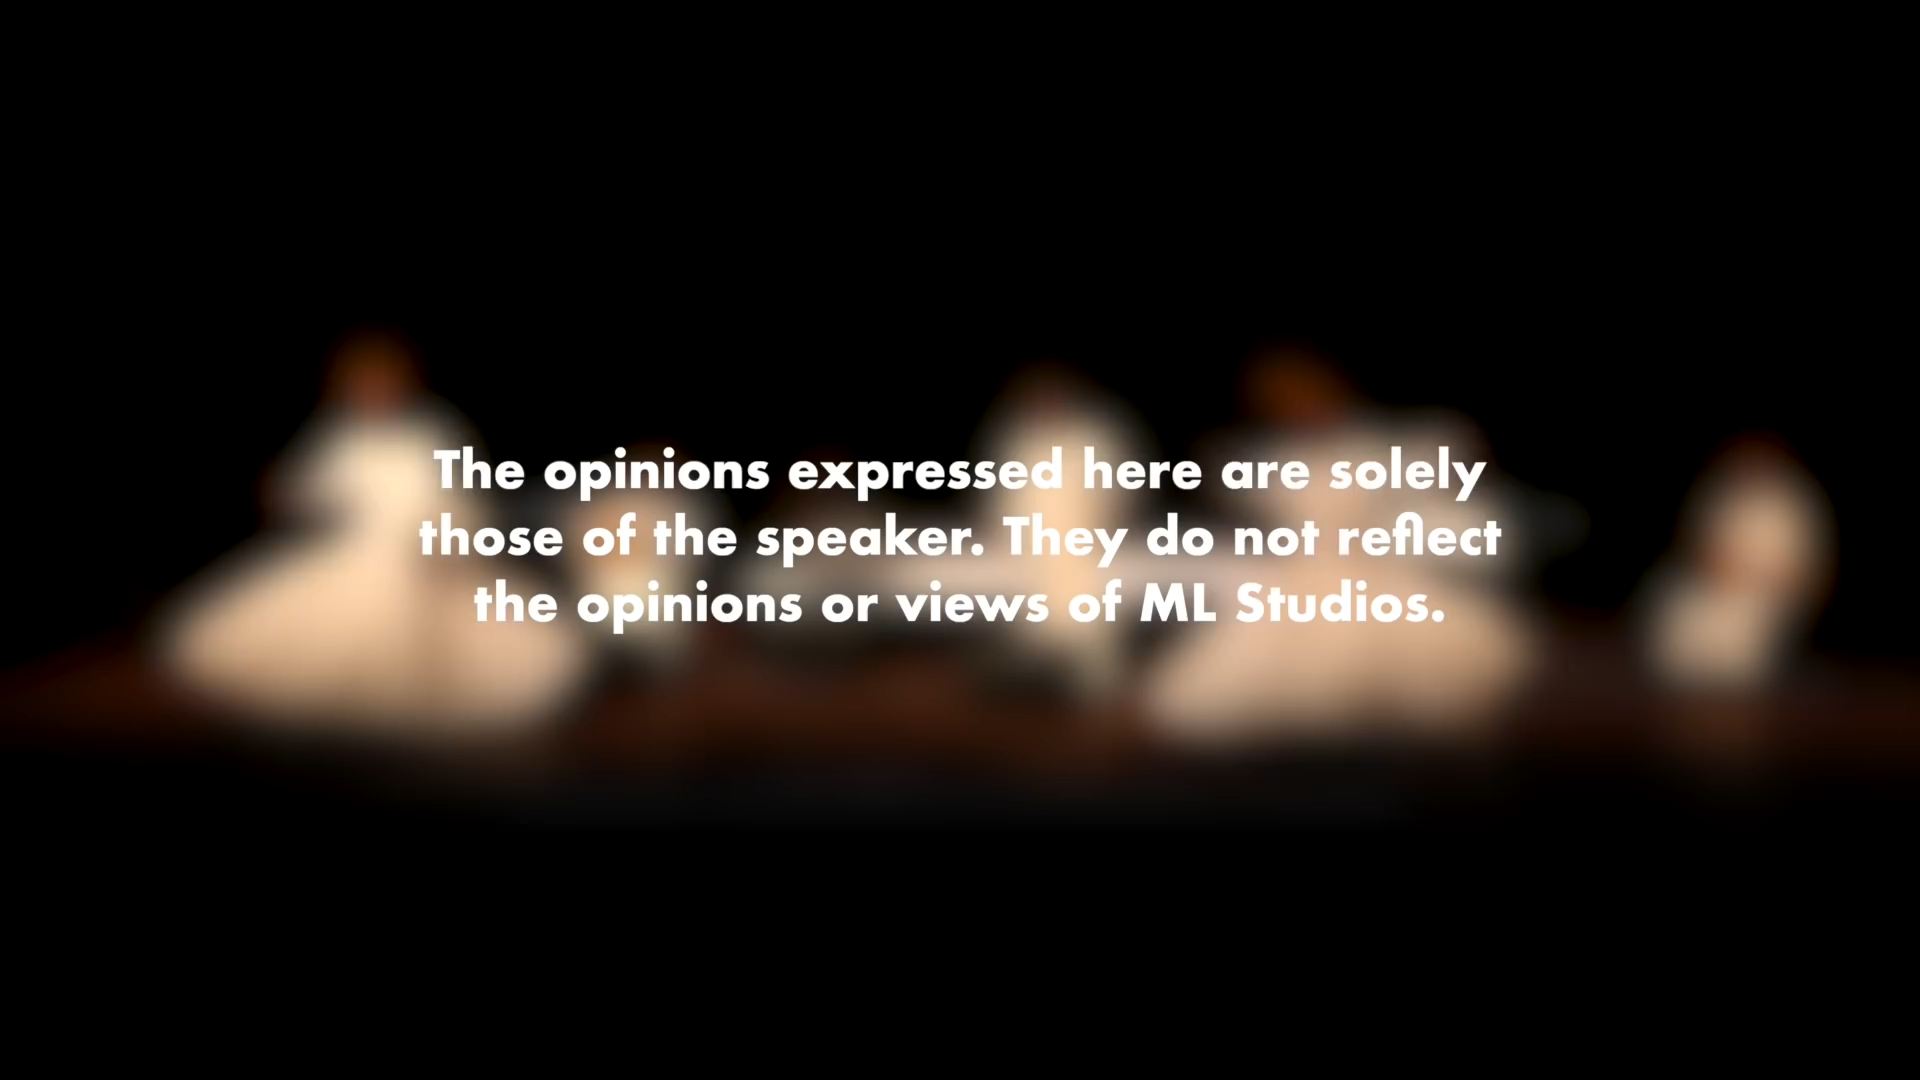 The opinions expressed here are solely
those of the speaker. They do not reflect
the opinions or views of ML Studios.